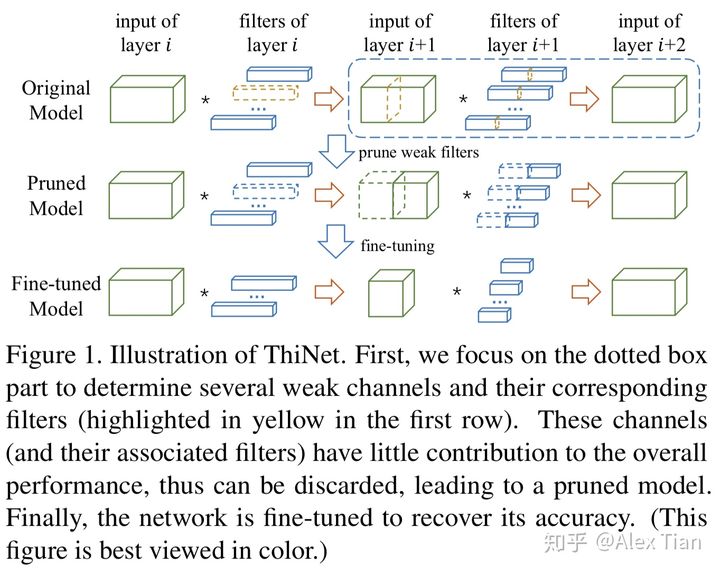 input of
layer i
filters of
layer i
input of
layer i+1
filters of
layer i+1
input of
layer i+2
Original
Model
*
...
*
...
prune weak filters
Pruned
Model
*
...
*
...
fine-tuning
Fine-tuned
Model
*
...
*
...
Figure 1. Illustration of ThiNet. First, we focus on the dotted box
part to determine several weak channels and their corresponding
filters (highlighted in yellow in the first row). These channels
(and their associated filters) have little contribution to the overall
performance, thus can be discarded, leading to a pruned model.
Finally, the network is fine-tuned to recover its accuracy. (This
figure is best viewed in color.)
知乎 @Alex Tian